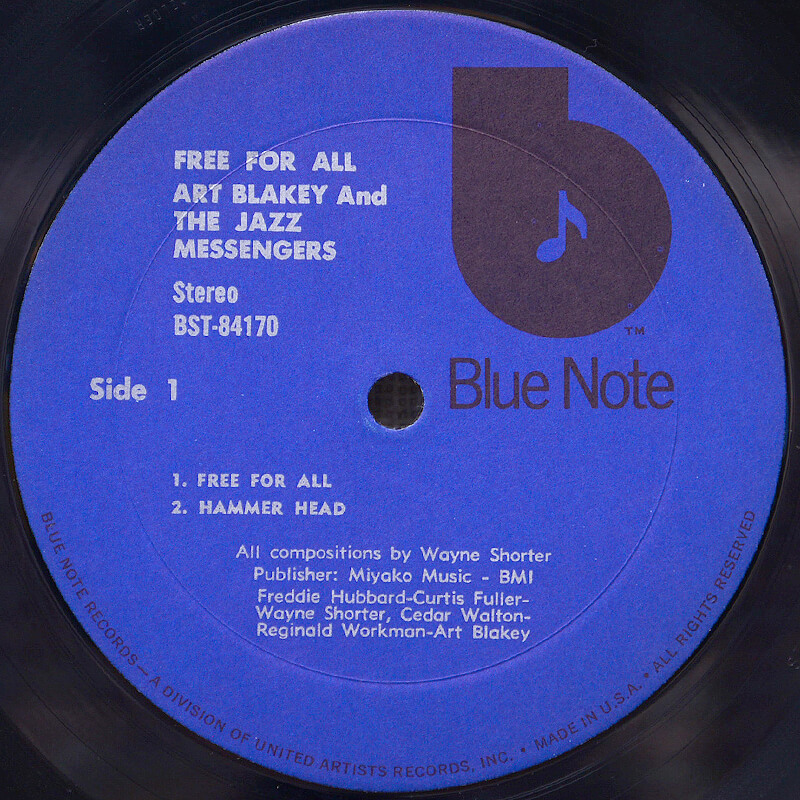 FREE FOR ALL
ART BLAKEY And
THE JAZZ
MESSENGERS
Stereo
BST-84170
TM
Blue Note
Side 1
1. FREE FOR ALL
2. HAMMER HEAD
All compositions by Wayne Shorter
Publisher: Miyako Music - BMI
Freddie Hubbard-Curtis Fuller-
Wayne Shorter, Cedar Walton-
Reginald Workman-Art Blakey
BLUE NOTE RECORDS — A DIVISION OF UNITED ARTISTS RECORDS, INC. • MADE IN U.S.A. • ALL RIGHTS RESERVED